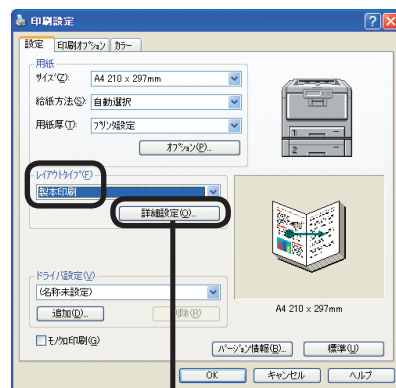 印刷設定
設定 印刷ｵﾌﾟｼｮﾝ ｶﾗｰ
用紙
ｻｲｽﾞ(Z): A4 210 x 297mm
給紙方法(S): 自動選択
用紙厚(T): ﾌﾟﾘﾝﾀ設定
ｵﾌﾟｼｮﾝ(P)...
1
2
ﾚｲｱｳﾄﾀｲﾌﾟ(F)
製本印刷
詳細設定(O)...
ﾄﾞﾗｲﾊﾞ設定(V)
(名称未設定)
追加(D)... 削除(R)
A4 210 x 297mm
ﾓﾉｸﾛ印刷(G)
ﾊﾞｰｼﾞｮﾝ情報(B)... 標準(U)
OK ｷｬﾝｾﾙ ﾍﾙﾌﾟ